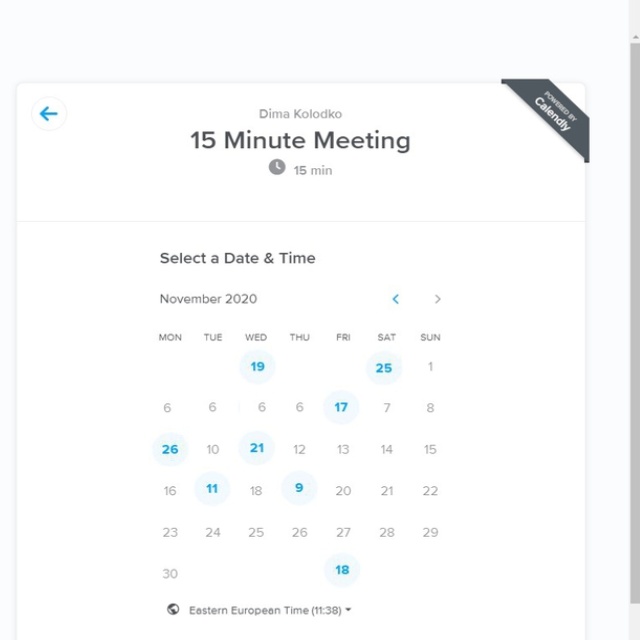 POWERED BY
Calendly
Dima Kolodko
15 Minute Meeting
15 min
Select a Date & Time
November 2020
MON TUE WED THU FRI SAT SUN
19 25 1
6 6 6 6 17 7 8
26 10 21 12 13 14 15
16 11 18 9 20 21 22
23 24 25 26 27 28 29
30 18
Eastern European Time (11:38)